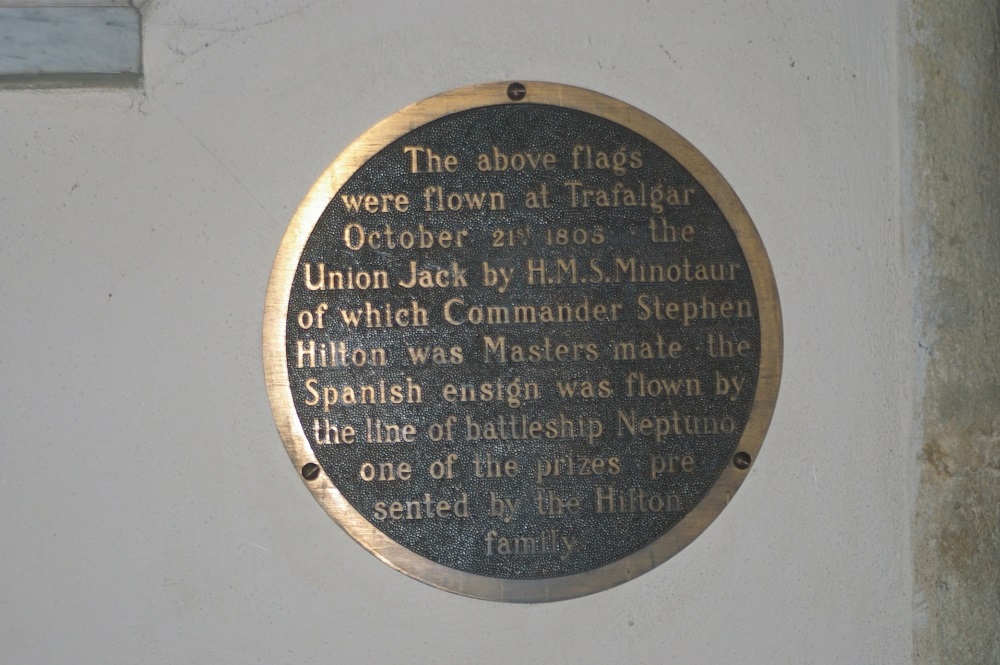 The above flags
were flown at Trafalgar
October 21st 1805 the
Union Jack by H.M.S. Minotaur
of which Commander Stephen
Hilton was Masters mate the
Spanish ensign was flown by
the line of battleship Neptuno
one of the prizes pre
sented by the Hilton
family